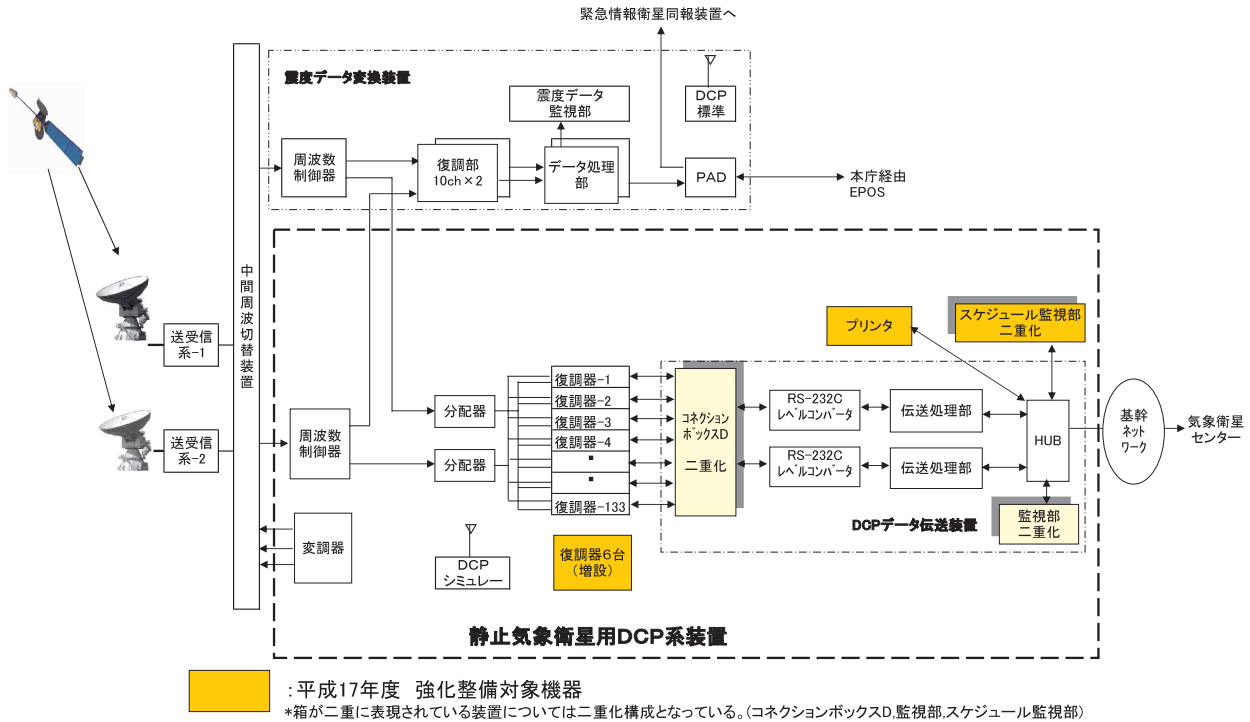 緊急情報衛星同報装置へ
震度データ変換装置
震度データ
監視部
DCP
標準
周波数
制御器
復調部
10ch×2
データ処理
部
PAD
本庁経由
EPOS
中間周波切替装置
送受信
系-1
送受信
系-2
プリンタ
スケジュール監視部
二重化
復調器-1
復調器-2
復調器-3
復調器-4
復調器-133
分配器
分配器
周波数
制御器
コネクション
ボックスD
二重化
RS-232C
レベルコンバータ
RS-232C
レベルコンバータ
伝送処理部
伝送処理部
HUB
基幹
ネット
ワーク
気象衛星
センター
監視部
二重化
DCPデータ伝送装置
変調器
DCP
シミュレー
復調器6台
(増設)
静止気象衛星用DCP系装置
:平成17年度 強化整備対象機器
*箱が二重に表現されている装置については二重化構成となっている。(コネクションボックスD,監視部,スケジュール監視部)